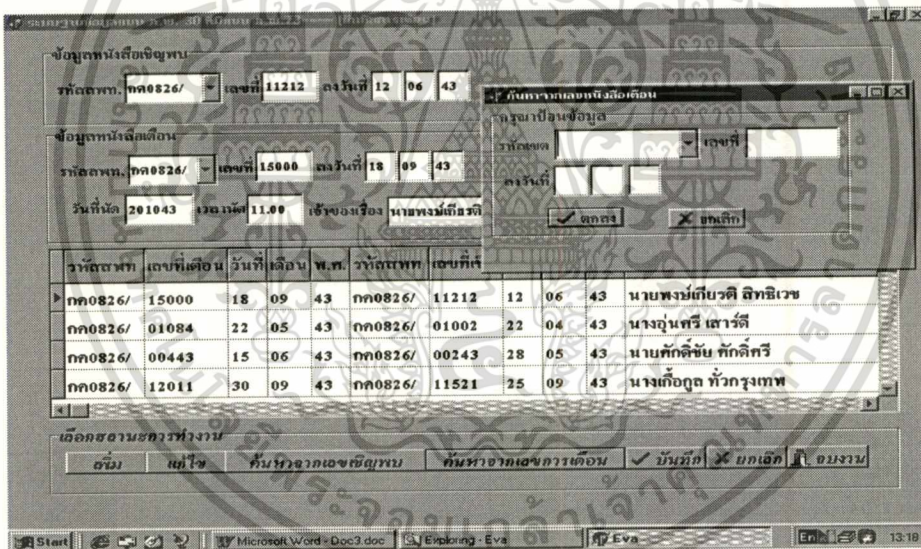 ข้อมูลหนังสือเชิญพบ
รหัสสพท. กค0826/ เลขที่ 11212 ลงวันที่ 12 06 43
ค้นหาจากเลขหนังสือเตือน
กรุณาป้อนข้อมูล
รหัสเขต เลขที่
ลงวันที่
ตกลง ยกเลิก
ข้อมูลหนังสือเตือน
รหัสสพท. กค0826/ เลขที่ 15000 ลงวันที่ 18 09 43
วันที่นัด 201043 เวลานัด 11.00 เจ้าของเรื่อง นายพงษ์เกียรติ
รหัสสพท เลขที่เตือน วันที่ เดือน พ.ศ. รหัสสพท
กค0826/ 15000 18 09 43 กค0826/ 11212 12 06 43 นายพงษ์เกียรติ สิทธิเวช
กค0826/ 01084 22 05 43 กค0826/ 01002 22 04 43 นางอุ่นศรี เสาร์ดี
กค0826/ 00443 15 06 43 กค0826/ 00243 28 05 43 นายศักดิ์ชัย ศักดิ์ศรี
กค0826/ 12011 30 09 43 กค0826/ 11521 25 09 43 นางเกื้อกูล ทั่วกรุงเทพ
เลือกสถานะการทำงาน
เพิ่ม แก้ไข ค้นหาจากเลขเชิญพบ ค้นหาจากเลขการเตือน บันทึก ยกเลิก จบงาน
Start Microsoft Word - Doc3.doc Exploring - Eva Eva En 13:18